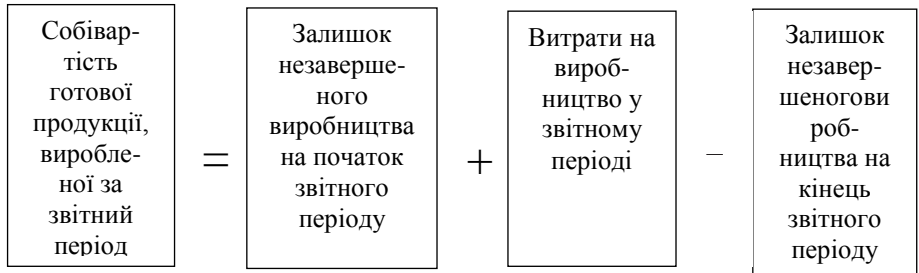 Собівар-
тість
готової
продукції,
виробле-
ної за
звітний
період
=
Залишок
незаверше-
ного
виробництва
на початок
звітного
періоду
+
Витрати на
вироб-
ництво у
звітному
періоді
–
Залишок
незавер-
шеногови
роб-
ництва на
кінець
звітного
періоду